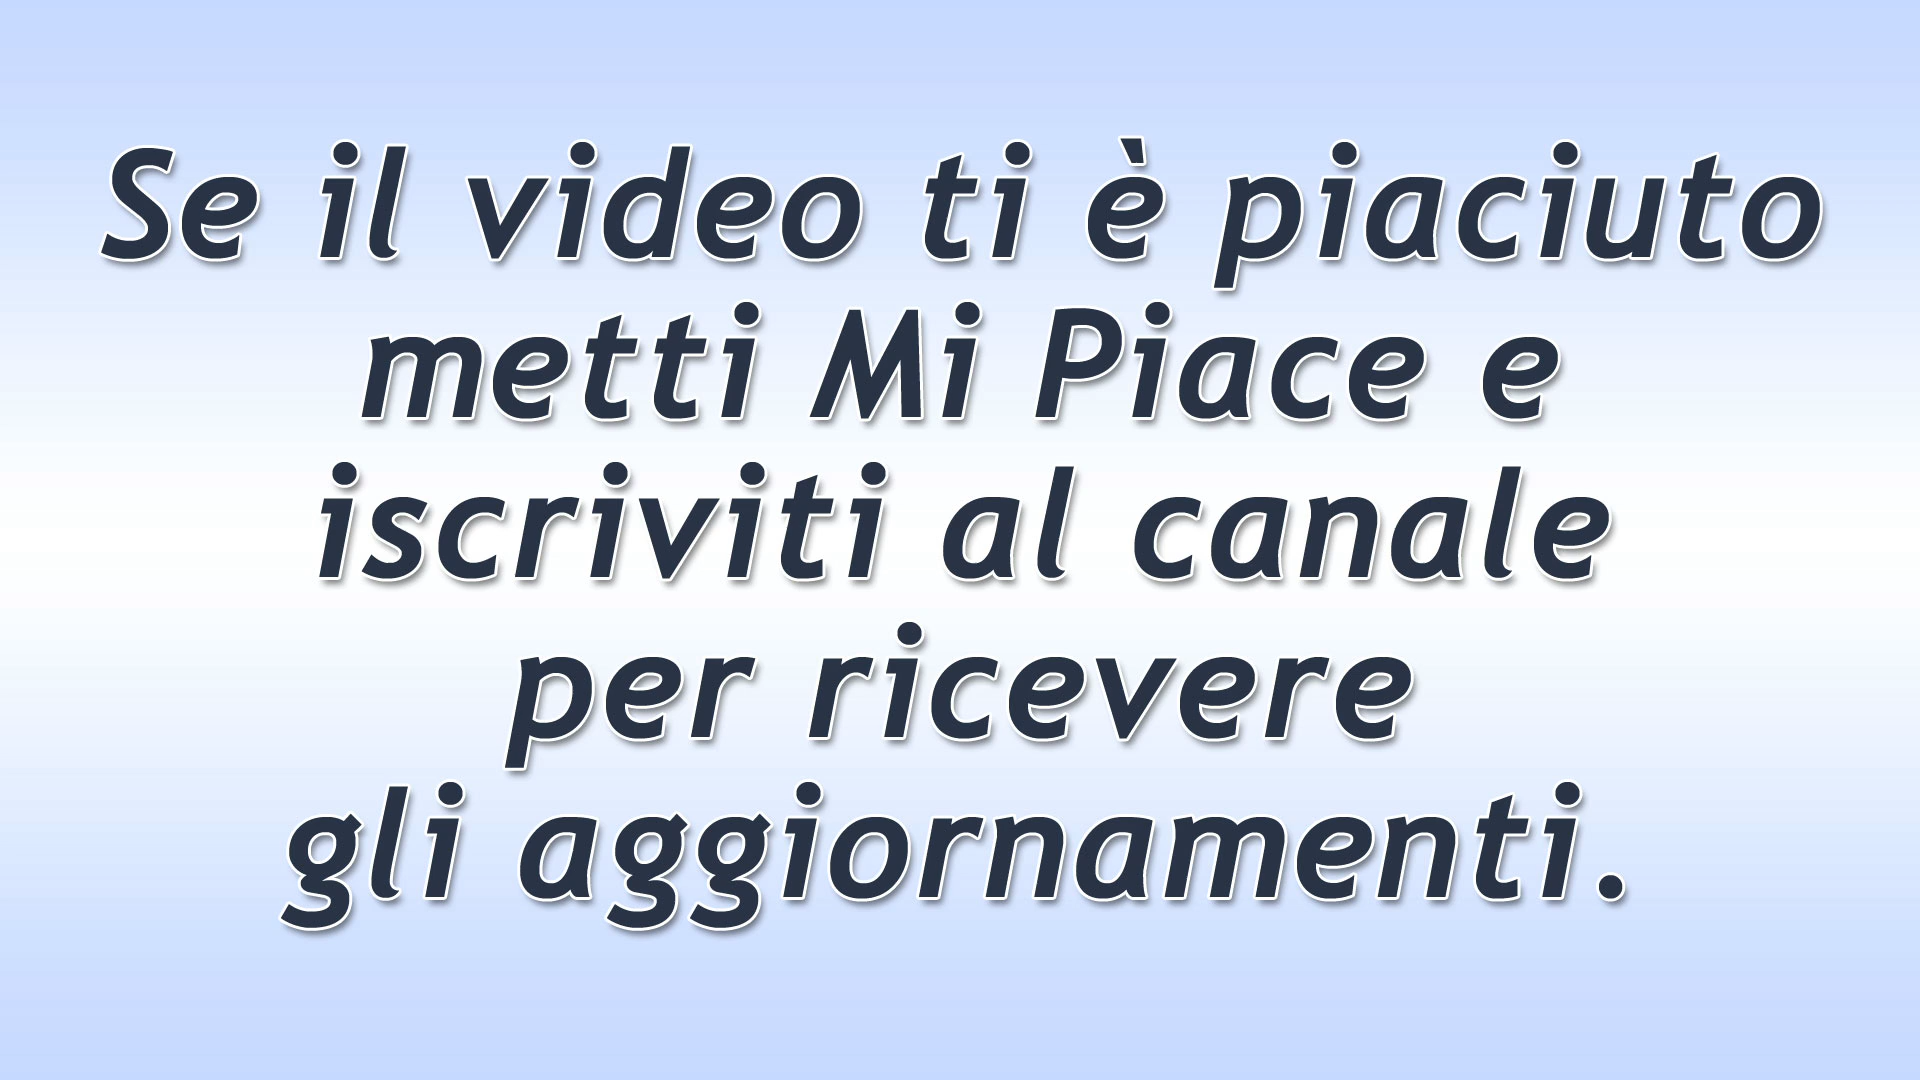 Se il video ti è piaciuto
metti Mi Piace e
iscriviti al canale
per ricevere
gli aggiornamenti.